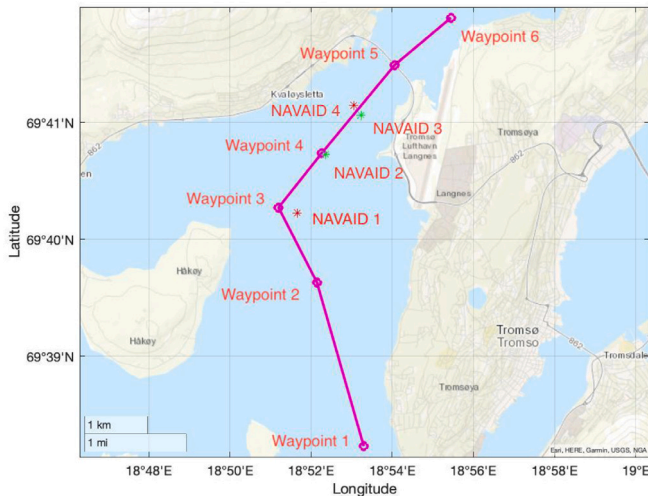 Waypoint 6
Waypoint 5
Kvaløysletta
NAVAID 4
69°41'N
NAVAID 3
Tromsø
Lufthavn
Langnes
Tromsøya
862
Waypoint 4
NAVAID 2
en
Langnes
Waypoint 3
NAVAID 1
Latitude
69°40'N
Håkøy
Waypoint 2
862
Tromsø
Tromso
862
Håkøy
69°39'N
Tromsdale
Tromsøya
1 km
1 mi
Waypoint 1
Esri, HERE, Garmin, USGS, NGA
18°48'E
18°50'E
18°52'E
18°54'E
18°56'E
18°58'E
19°E
Longitude